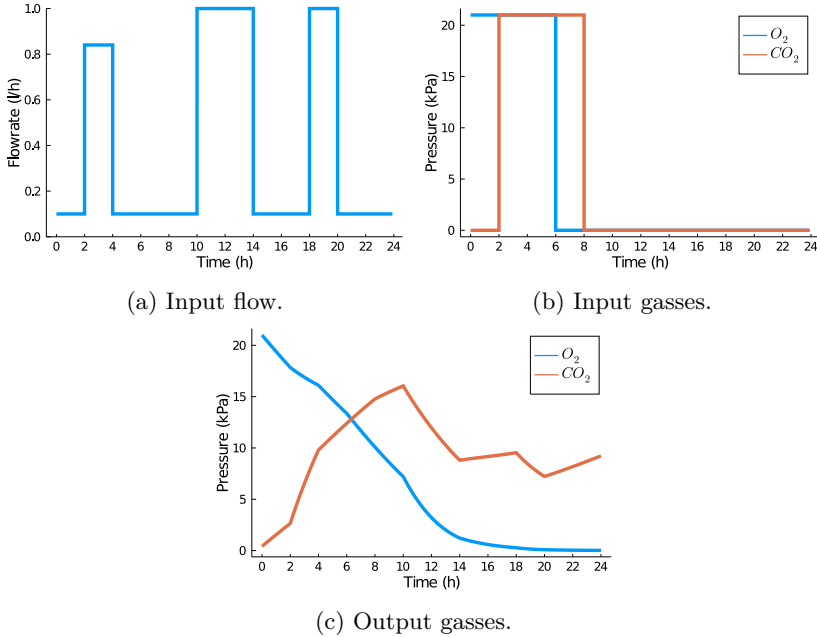 Flowrate (l/h)
1.0
0.8
0.6
0.4
0.2
0.0
0 2 4 6 8 10 12 14 16 18 20 22 24
Time (h)
(a) Input flow.
Pressure (kPa)
20
15
10
5
0
O₂
CO₂
0 2 4 6 8 10 12 14 16 18 20 22 24
Time (h)
(b) Input gasses.
Pressure (kPa)
20
15
10
5
0
O₂
CO₂
0 2 4 6 8 10 12 14 16 18 20 22 24
Time (h)
(c) Output gasses.